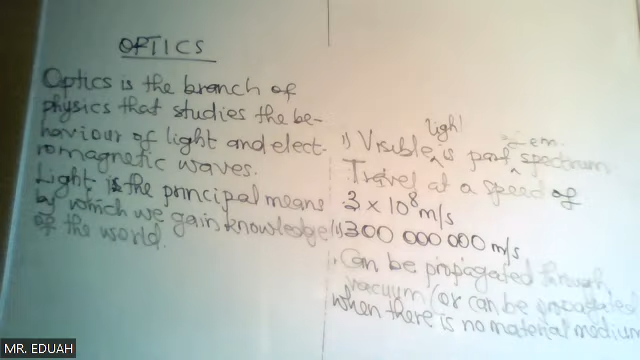 OPTICS
Optics is the branch of
physics that studies the be-
haviour of light and elect-
romagnetic waves.
Light is the principal means
by which we gain knowledge
of the world.
light em.
i) Visible ^ is part ^ spectrum
Travel at a speed of
3 x 10⁸ m/s
ii) 300 000 000 m/s
Can be propagated through
vacuum (or can be propagated
when there is no material medium
MR. EDUAH